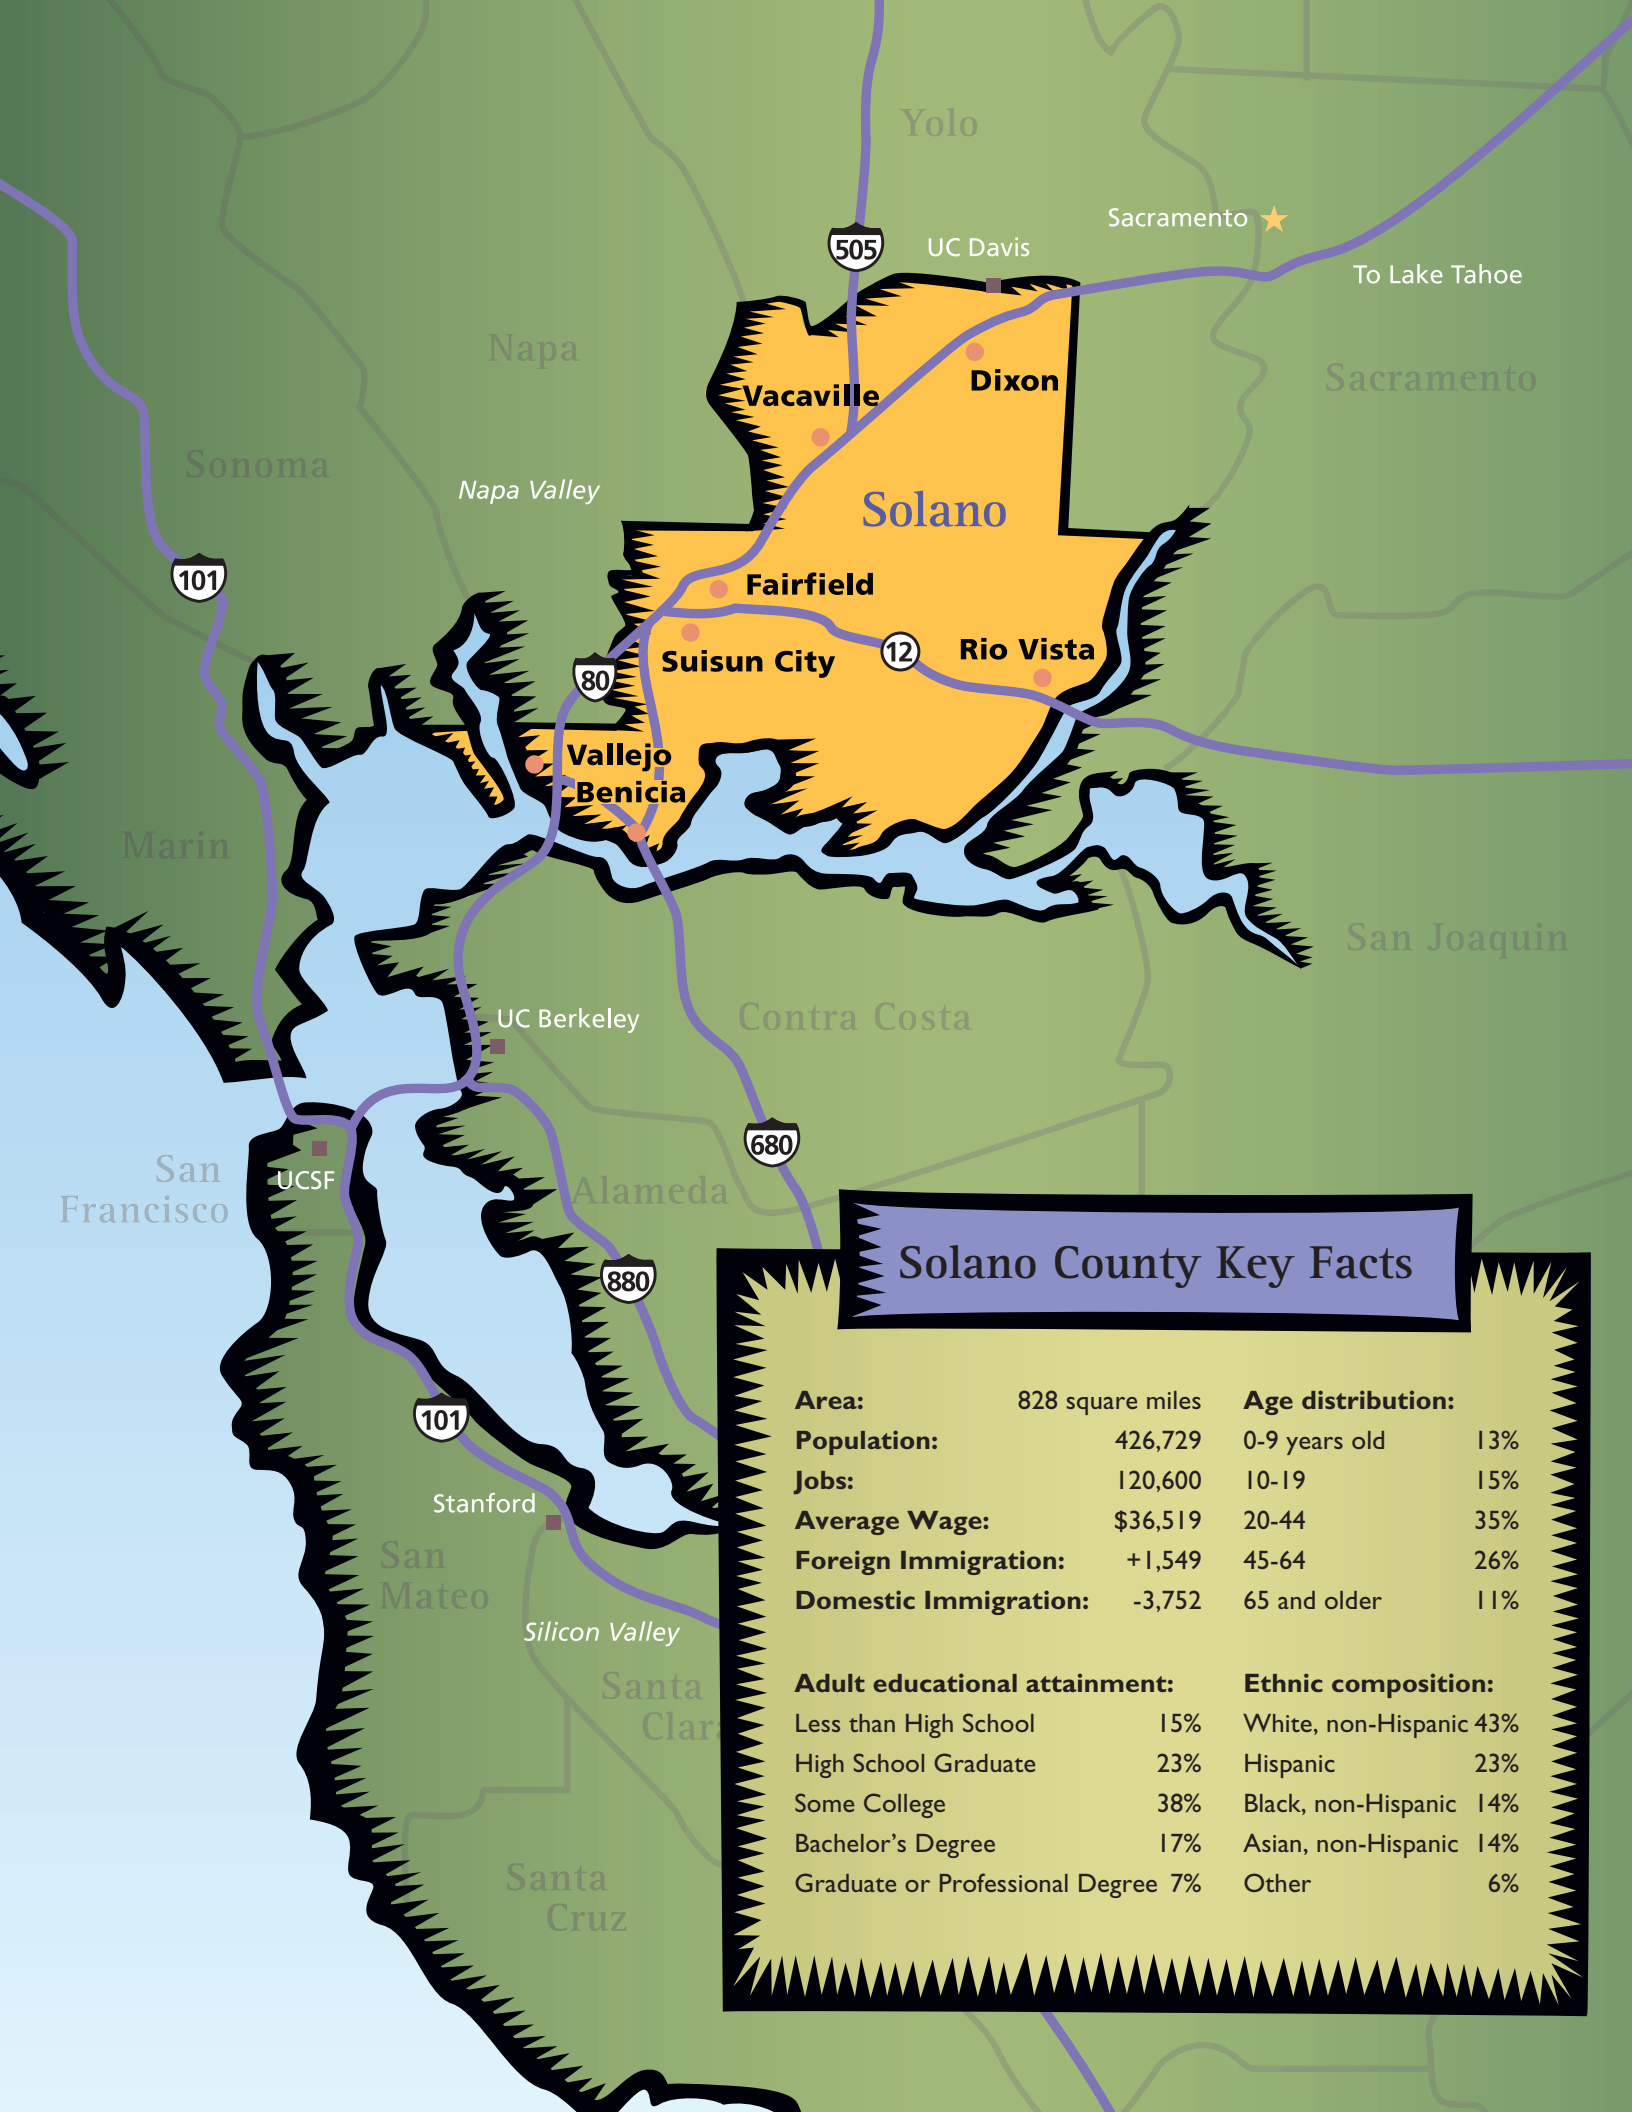 Yolo
Sacramento
505
UC Davis
To Lake Tahoe
Napa
Sacramento
Dixon
Vacaville
Sonoma
Napa Valley
Solano
101
Fairfield
12
Rio Vista
Suisun City
80
Vallejo
Benicia
Marin
San Joaquin
UC Berkeley
Contra Costa
680
San
Francisco
UCSF
Alameda
880
101
Stanford
San
Mateo
Silicon Valley
Santa
Clara
Santa
Cruz
Solano County Key Facts
Area: 828 square miles
Population: 426,729
Jobs: 120,600
Average Wage: $36,519
Foreign Immigration: +1,549
Domestic Immigration: -3,752
Age distribution:
0-9 years old 13%
10-19 15%
20-44 35%
45-64 26%
65 and older 11%
Adult educational attainment:
Less than High School 15%
High School Graduate 23%
Some College 38%
Bachelor's Degree 17%
Graduate or Professional Degree 7%
Ethnic composition:
White, non-Hispanic 43%
Hispanic 23%
Black, non-Hispanic 14%
Asian, non-Hispanic 14%
Other 6%